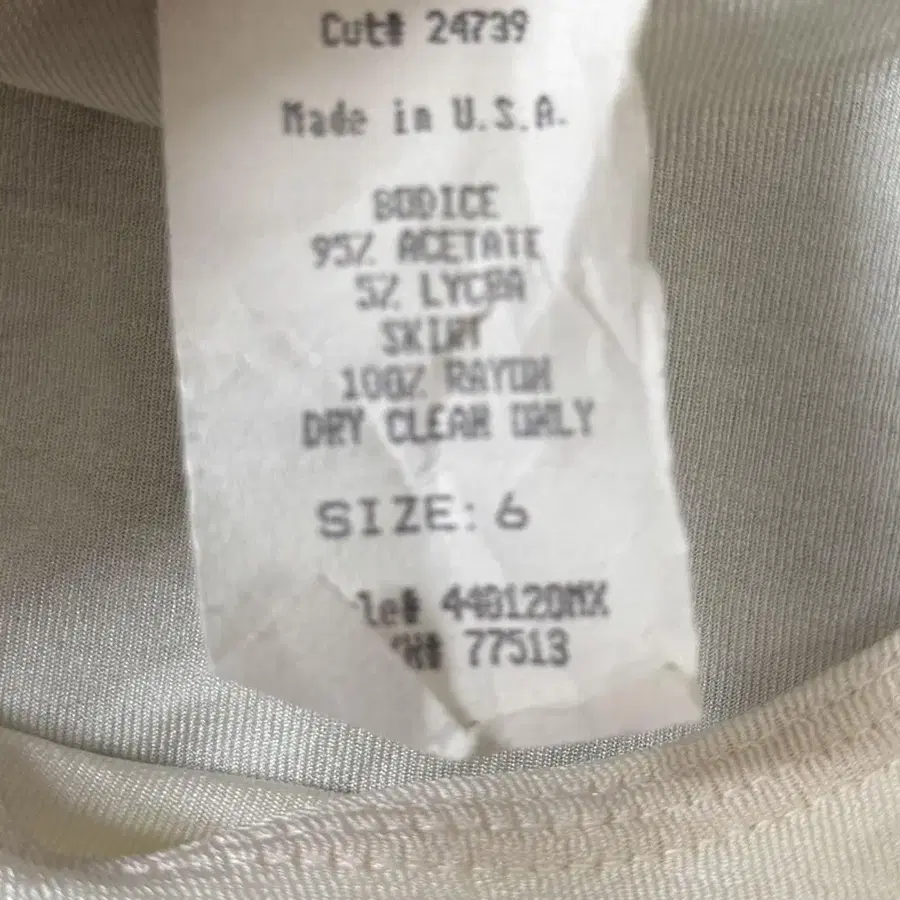 Cut# 24739
Made in U.S.A.
BODICE
95% ACETATE
5% LYCRA
SKIRT
100% RAYON
DRY CLEAN ONLY
SIZE: 6
le# 440120MX
# 77513